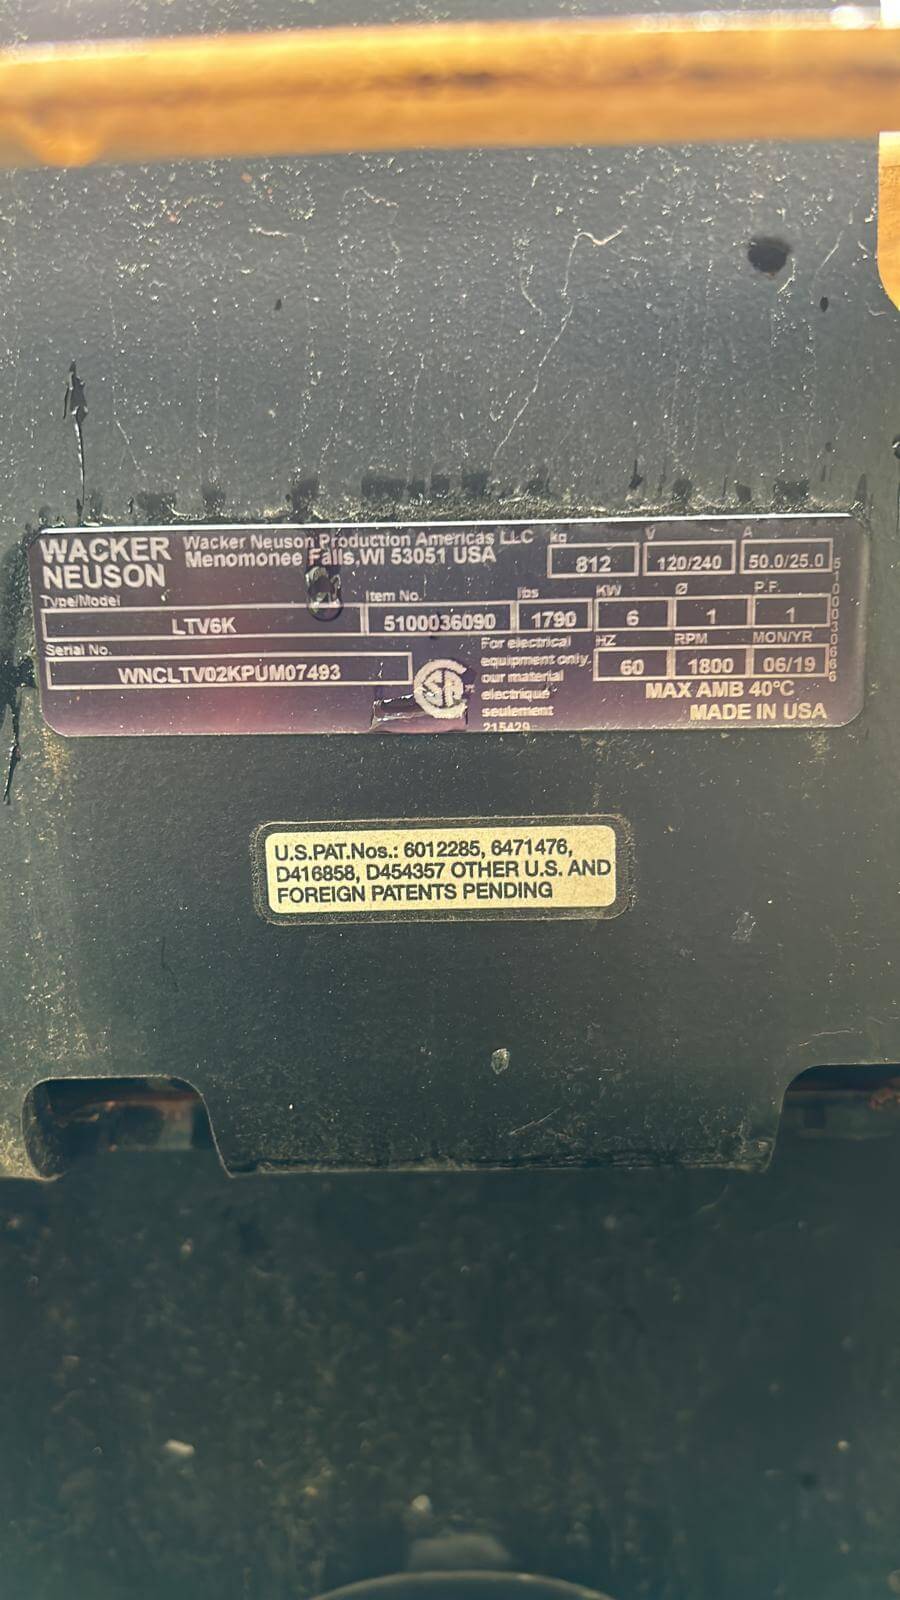 WACKER NEUSON
Wacker Neuson Production Americas LLC
Menomonee Falls, WI 53051 USA
kg 812
V 120/240
A 50.0/25.0
Type/Model LTV6K
Item No. 5100036090
lbs 1790
KW 6
Ø 1
P.F. 1
Serial No. WNCLTV02KPUM07493
For electrical
equipment only.
our material
electrique
seulement
215429
HZ 60
RPM 1800
MON/YR 06/19
MAX AMB 40°C
MADE IN USA
5100030666
U.S.PAT.Nos.: 6012285, 6471476,
D416858, D454357 OTHER U.S. AND
FOREIGN PATENTS PENDING